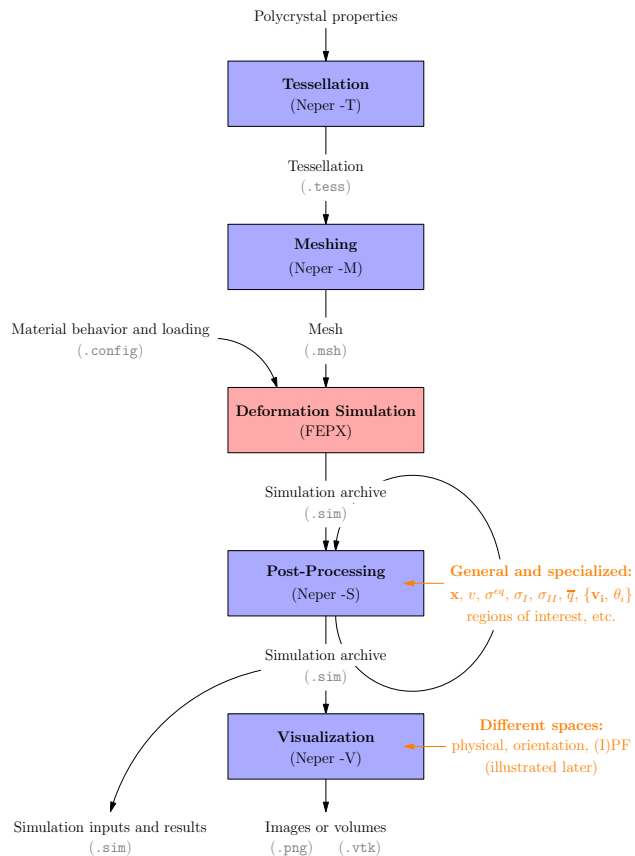 Polycrystal properties
Tessellation
(Neper -T)
Tessellation
(.tess)
Meshing
(Neper -M)
Material behavior and loading
(.config)
Mesh
(.msh)
Deformation Simulation
(FEPX)
Simulation archive
(.sim)
Post-Processing
(Neper -S)
General and specialized:
x, v, σ^{eq}, σ_I, σ_{II}, q̅, {v_i, θ_i}
regions of interest, etc.
Simulation archive
(.sim)
Visualization
(Neper -V)
Different spaces:
physical, orientation, (I)PF
(illustrated later)
Simulation inputs and results
(.sim)
Images or volumes
(.png) (.vtk)